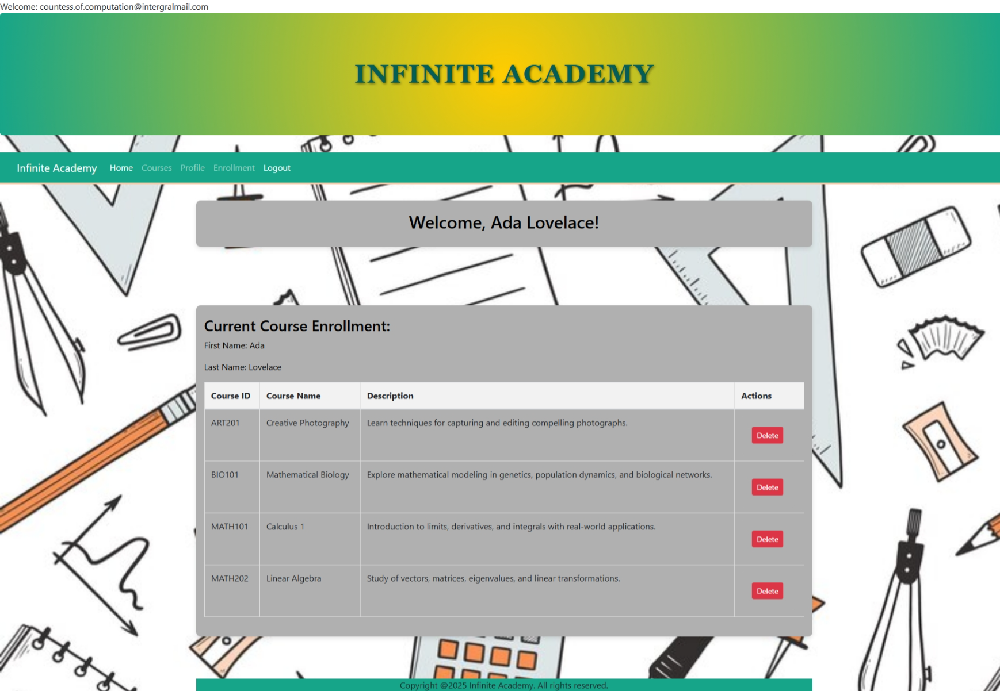 Welcome: countess.of.computation@intergralmail.com
INFINITE ACADEMY
Infinite Academy Home Courses Profile Enrollment Logout
Welcome, Ada Lovelace!
Current Course Enrollment:
First Name: Ada
Last Name: Lovelace
Course ID Course Name Description Actions
ART201 Creative Photography Learn techniques for capturing and editing compelling photographs. Delete
BIO101 Mathematical Biology Explore mathematical modeling in genetics, population dynamics, and biological networks. Delete
MATH101 Calculus 1 Introduction to limits, derivatives, and integrals with real-world applications. Delete
MATH202 Linear Algebra Study of vectors, matrices, eigenvalues, and linear transformations. Delete
Copyright @2025 Infinite Academy. All rights reserved.